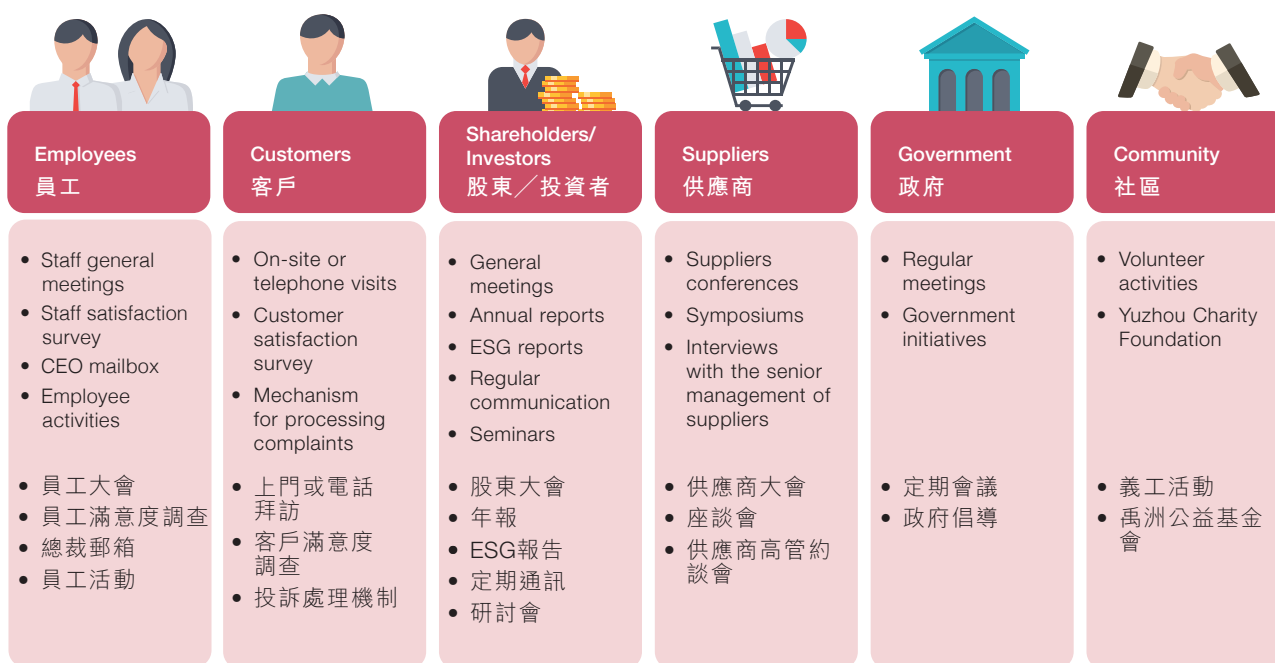 Employees
員工
• Staff general
meetings
• Staff satisfaction
survey
• CEO mailbox
• Employee
activities
• 員工大會
• 員工滿意度調查
• 總裁郵箱
• 員工活動
Customers
客戶
• On-site or
telephone visits
• Customer
satisfaction
survey
• Mechanism
for processing
complaints
• 上門或電話
拜訪
• 客戶滿意度
調查
• 投訴處理機制
Shareholders/
Investors
股東／投資者
• General
meetings
• Annual reports
• ESG reports
• Regular
communication
• Seminars
• 股東大會
• 年報
• ESG報告
• 定期通訊
• 研討會
Suppliers
供應商
• Suppliers
conferences
• Symposiums
• Interviews
with the senior
management of
suppliers
• 供應商大會
• 座談會
• 供應商高管約
談會
Government
政府
• Regular
meetings
• Government
initiatives
• 定期會議
• 政府倡導
Community
社區
• Volunteer
activities
• Yuzhou Charity
Foundation
• 義工活動
• 禹洲公益基金
會